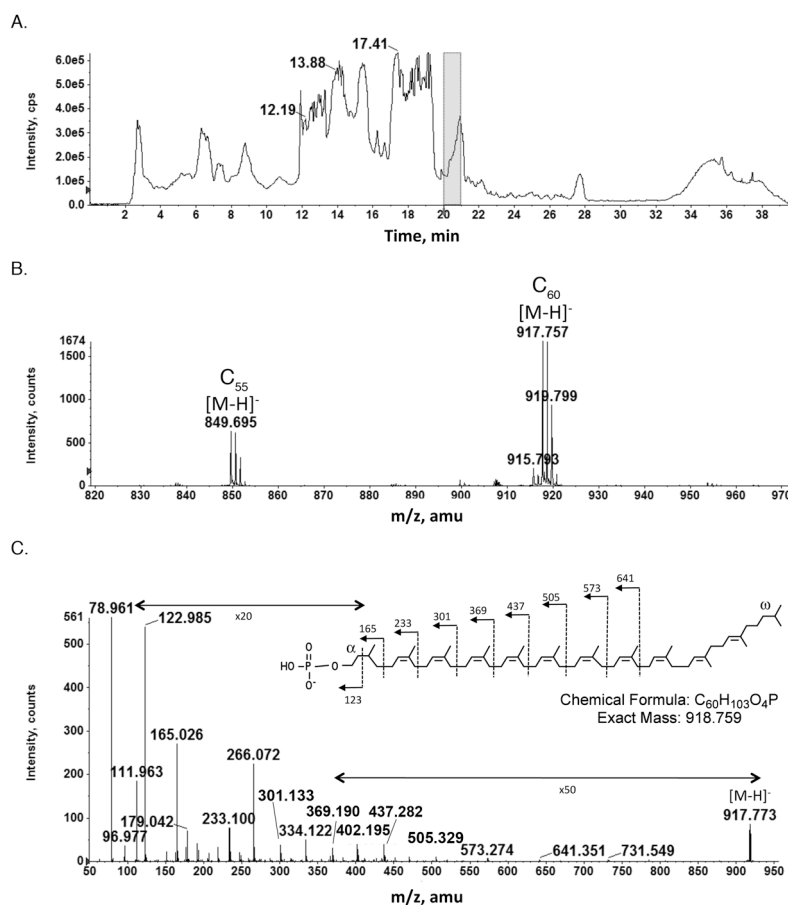 A.
Intensity, cps
6.0e5
5.0e5
4.0e5
3.0e5
2.0e5
1.0e5
0.0
12.19
13.88
17.41
2 4 6 8 10 12 14 16 18 20 22 24 26 28 30 32 34 36 38
Time, min
B.
Intensity, counts
1674
1500
1000
500
0
C55
[M-H]-
849.695
C60
[M-H]-
917.757
919.799
915.793
820 830 840 850 860 870 880 890 900 910 920 930 940 950 960 970
m/z, amu
C.
Intensity, counts
561
500
400
300
200
100
0
78.961
x20
122.985
165.026
111.963
179.042
96.977
233.100
266.072
301.133
334.122
369.190
402.195
437.282
505.329
573.274
641.351
731.549
x50
[M-H]-
917.773
HO P O O O-
α
ω
123
165
233
301
369
437
505
573
641
Chemical Formula: C60H103O4P
Exact Mass: 918.759
50 100 150 200 250 300 350 400 450 500 550 600 650 700 750 800 850 900 950
m/z, amu